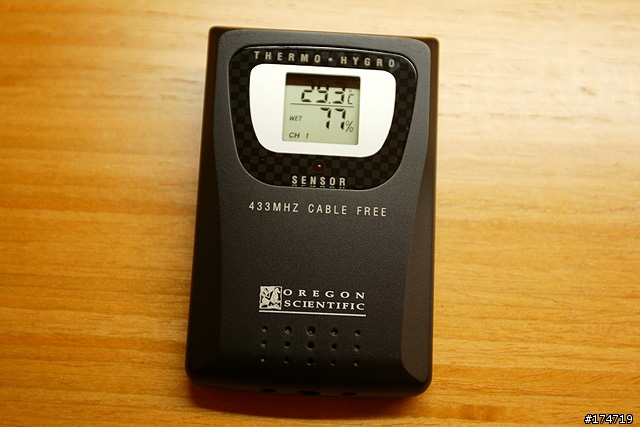 THERMO • HYGRO
WET
77%
CH 1
SENSOR
433MHZ CABLE FREE
OREGON
SCIENTIFIC
#174719